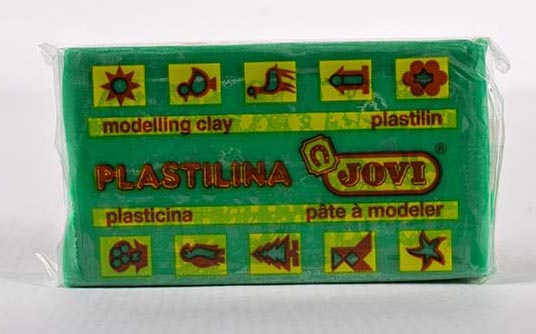 modelling clay plastilin
PLASTILINA JOVI ®
plasticina pâte à modeler